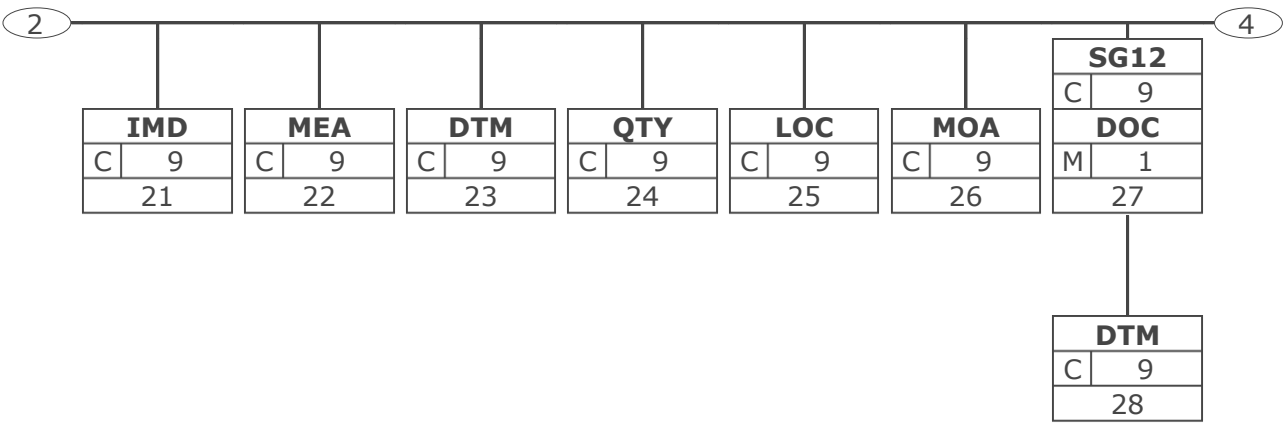 2 4
SG12
C 9
IMD MEA DTM QTY LOC MOA DOC
C 9 C 9 C 9 C 9 C 9 C 9 M 1
21 22 23 24 25 26 27
DTM
C 9
28